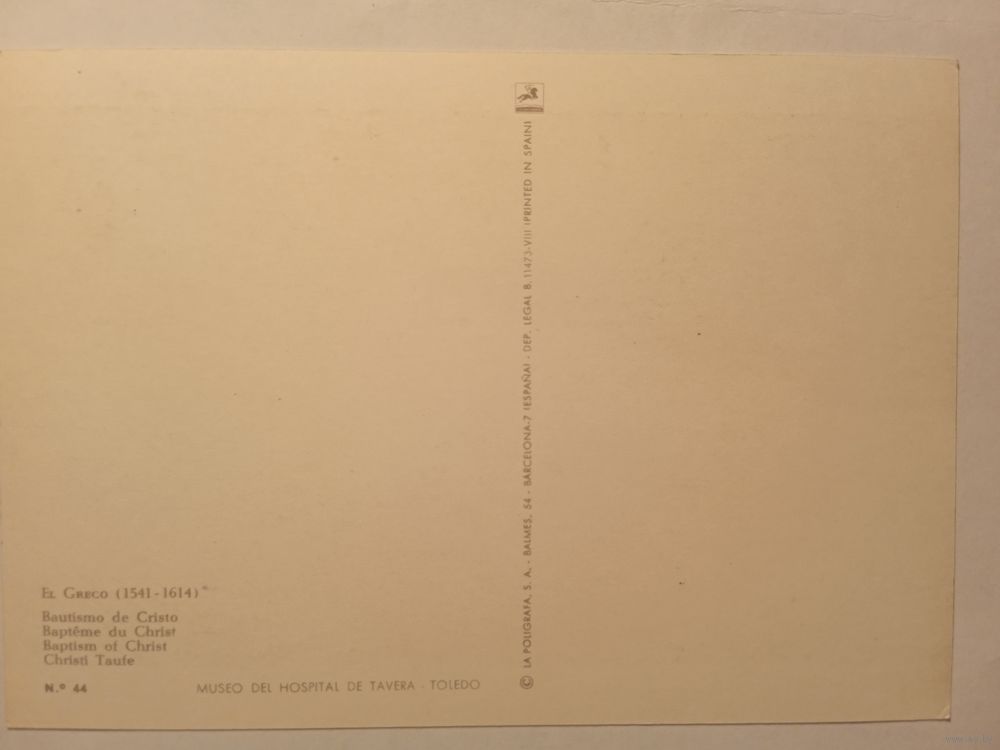 El Greco (1541-1614)
Bautismo de Cristo
Baptême du Christ
Baptism of Christ
Christi Taufe
N.º 44
MUSEO DEL HOSPITAL DE TAVERA - TOLEDO
© LA POLIGRAFA, S. A. - BALMES, 54 - BARCELONA-7 (ESPAÑA) - DEP. LEGAL B. 11473-VIII (PRINTED IN SPAIN)